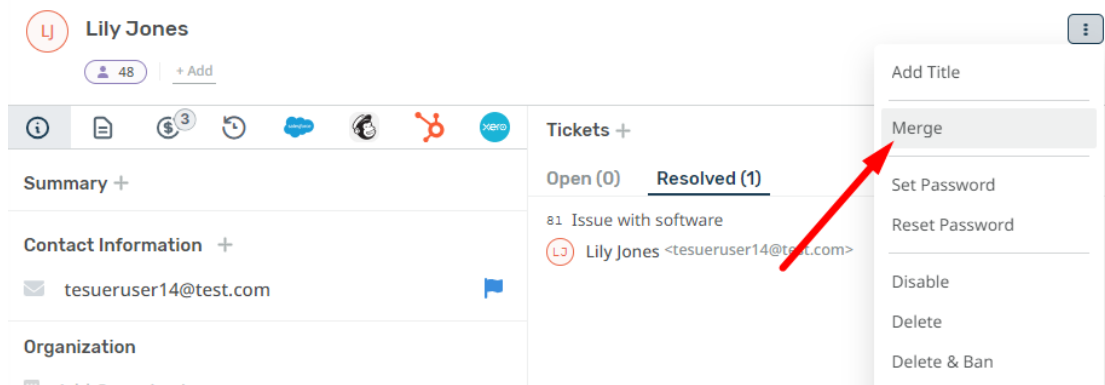 LJ
Lily Jones
48
+ Add
3
salesforce
xero
Summary +
Contact Information +
tesueruser14@test.com
Organization
Tickets +
Open (0) Resolved (1)
81 Issue with software
LJ Lily Jones <tesueruser14@test.com>
Add Title
Merge
Set Password
Reset Password
Disable
Delete
Delete & Ban